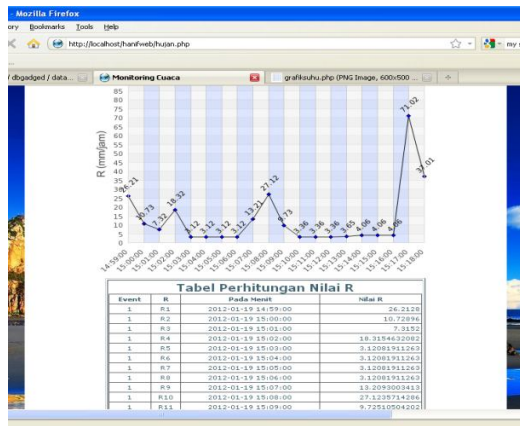 - Mozilla Firefox
ory Bookmarks Tools Help
http://localhost/hanifweb/hujan.php
my
/ dbgadged / data...
Monitoring Cuaca
grafiksuhu.php (PNG Image, 600x500 ...
R (mm/jam)
85
80
75
70
65
60
55
50
45
40
35
30
25
20
15
10
5
0
26.21
10.73
7.32
18.32
3.12
3.12
3.12
3.12
13.21
27.12
9.73
3.36
3.36
3.36
3.65
4.06
4.06
4.06
71.02
37.01
14:59:00
15:00:00
15:01:00
15:02:00
15:03:00
15:04:00
15:05:00
15:06:00
15:07:00
15:08:00
15:09:00
15:10:00
15:11:00
15:12:00
15:13:00
15:14:00
15:15:00
15:16:00
15:17:00
15:18:00
Tabel Perhitungan Nilai R
Event R Pada Menit Nilai R
1 R1 2012-01-19 14:59:00 26.2128
1 R2 2012-01-19 15:00:00 10.72896
1 R3 2012-01-19 15:01:00 7.3152
1 R4 2012-01-19 15:02:00 18.3154632082
1 R5 2012-01-19 15:03:00 3.12081911263
1 R6 2012-01-19 15:04:00 3.12081911263
1 R7 2012-01-19 15:05:00 3.12081911263
1 R8 2012-01-19 15:06:00 3.12081911263
1 R9 2012-01-19 15:07:00 13.2093003413
1 R10 2012-01-19 15:08:00 27.1235714286
1 R11 2012-01-19 15:09:00 9.72510504202